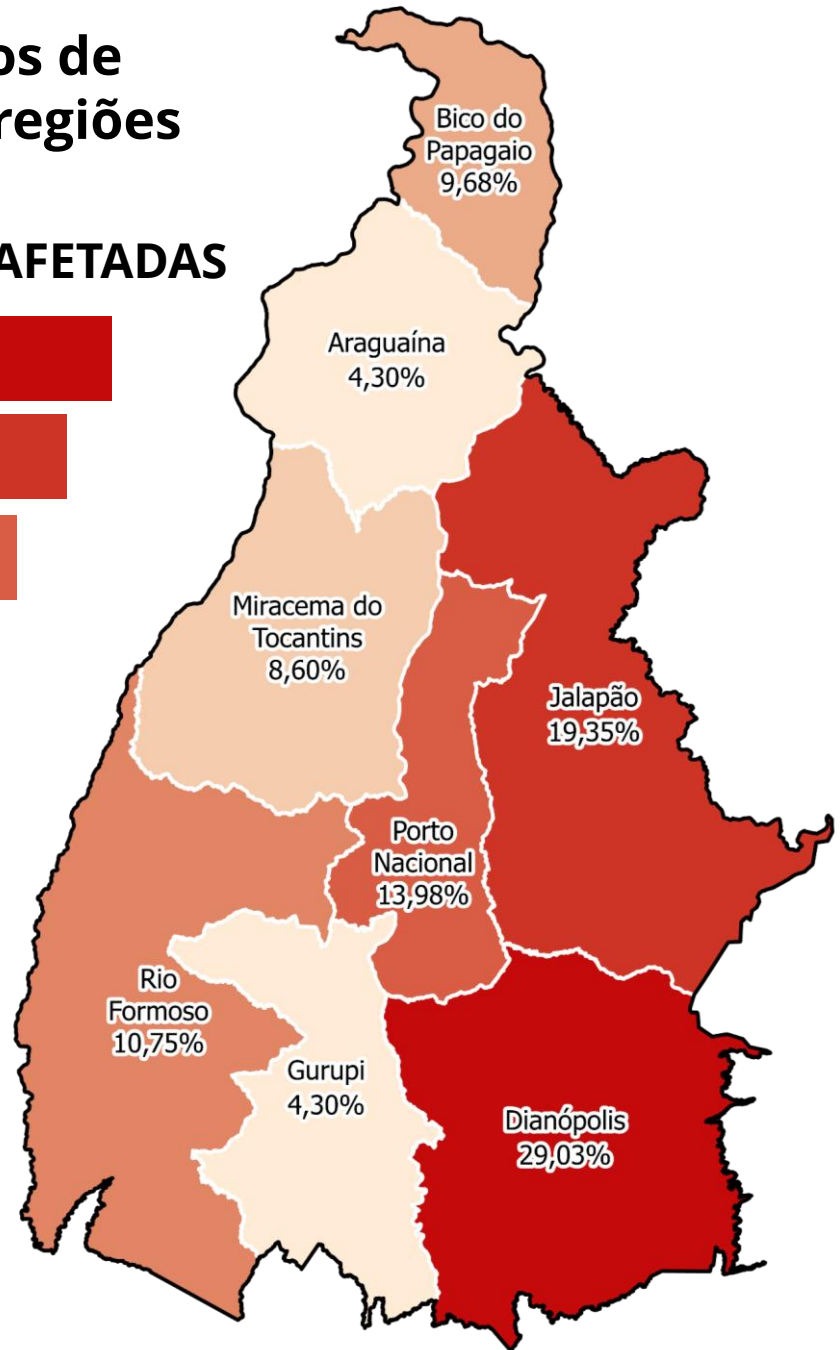 os de
regiões
AFETADAS
Bico do
Papagaio
9,68%
Araguaína
4,30%
Miracema do
Tocantins
8,60%
Jalapão
19,35%
Porto
Nacional
13,98%
Rio
Formoso
10,75%
Gurupi
4,30%
Dianópolis
29,03%